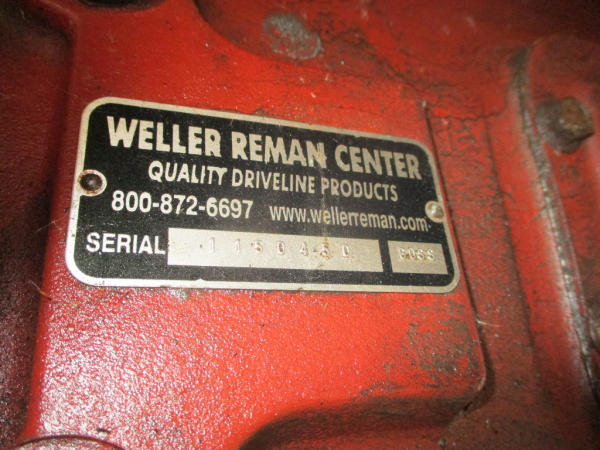 WELLER REMAN CENTER
QUALITY DRIVELINE PRODUCTS
800-872-6697 www.wellerreman.com
SERIAL